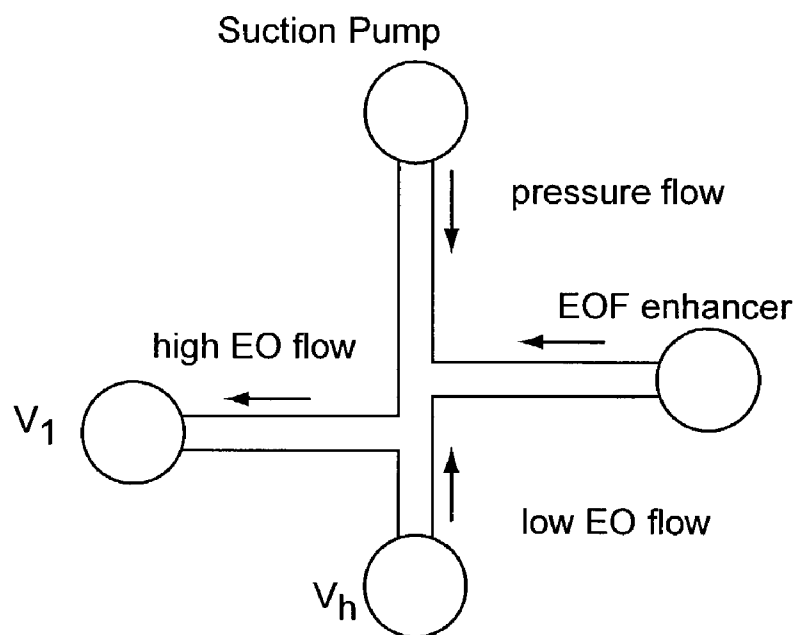 Suction Pump
pressure flow
EOF enhancer
high EO flow
V1
low EO flow
Vh